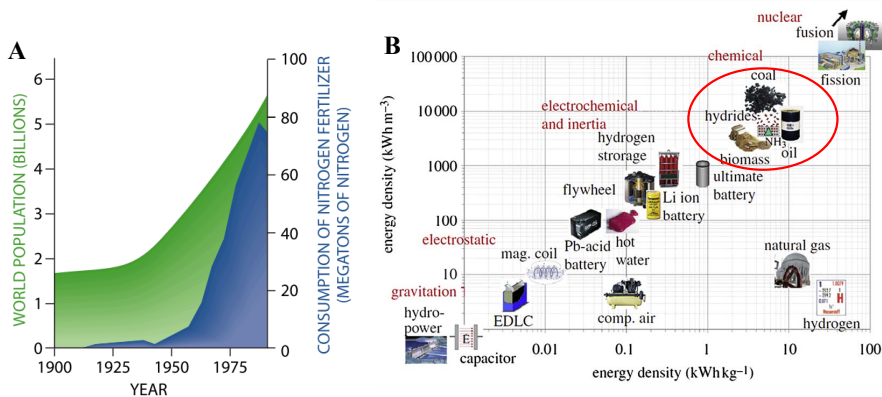 A
WORLD POPULATION (BILLIONS)
6
5
4
3
2
1
0
1900
1925
1950
1975
YEAR
100
80
60
40
20
0
CONSUMPTION OF NITROGEN FERTILIZER
(MEGATONS OF NITROGEN)
B
energy density (kWh m⁻³)
100 000
10 000
1000
100
10
1
0.01
0.1
1
10
100
energy density (kWh kg⁻¹)
nuclear
fusion
fission
chemical
coal
hydrides
NH₃
oil
biomass
electrochemical
and inertia
hydrogen
storage
ultimate
battery
flywheel
Li ion
battery
electrostatic
mag. coil
Pb-acid
battery
hot
water
natural gas
gravitation
hydro-
power
E
capacitor
EDLC
comp. air
H
hydrogen